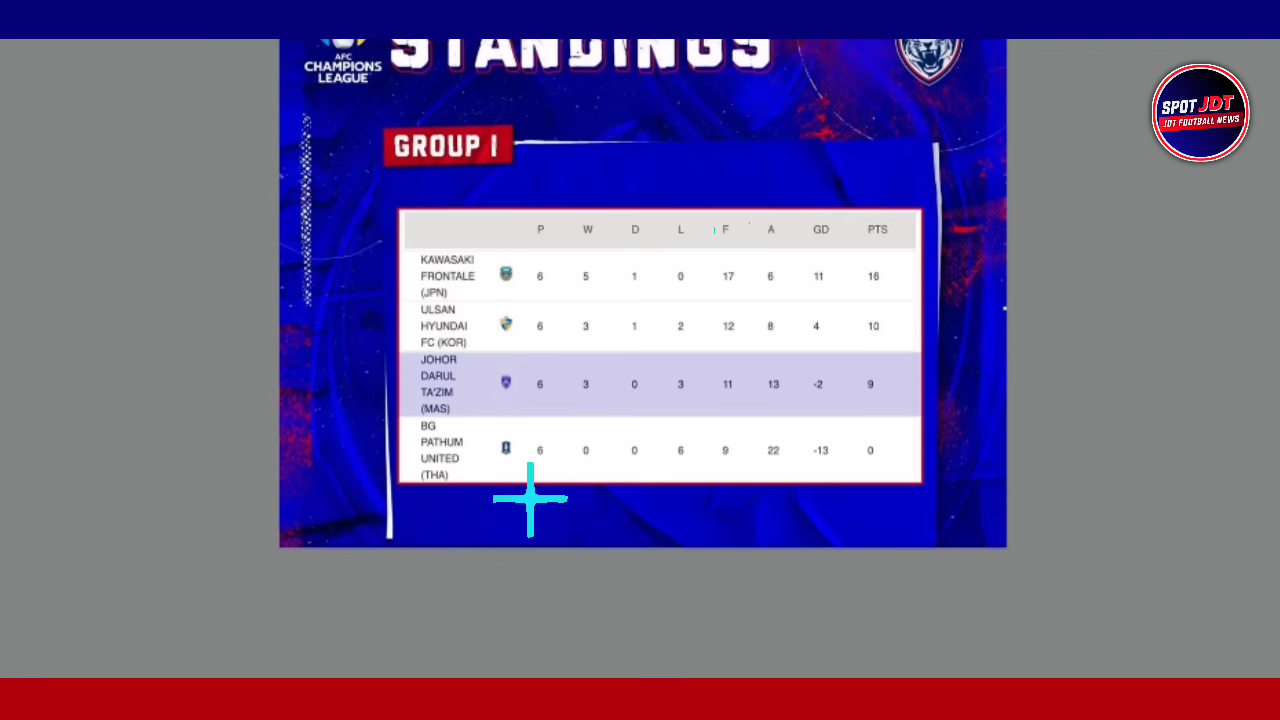 STANDINGS
AFC
CHAMPIONS
LEAGUE
SPOT JDT
JDT FOOTBALL NEWS
GROUP I
P W D L F A GD PTS
KAWASAKI
FRONTALE
(JPN)
6 5 1 0 17 6 11 16
ULSAN
HYUNDAI
FC (KOR)
6 3 1 2 12 8 4 10
JOHOR
DARUL
TA'ZIM
(MAS)
6 3 0 3 11 13 -2 9
BG
PATHUM
UNITED
(THA)
6 0 0 6 9 22 -13 0